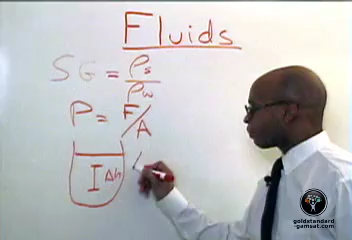 Fluids
SG = ρs/ρw
P = F/A
I Δh
goldstandard
-gamsat.com